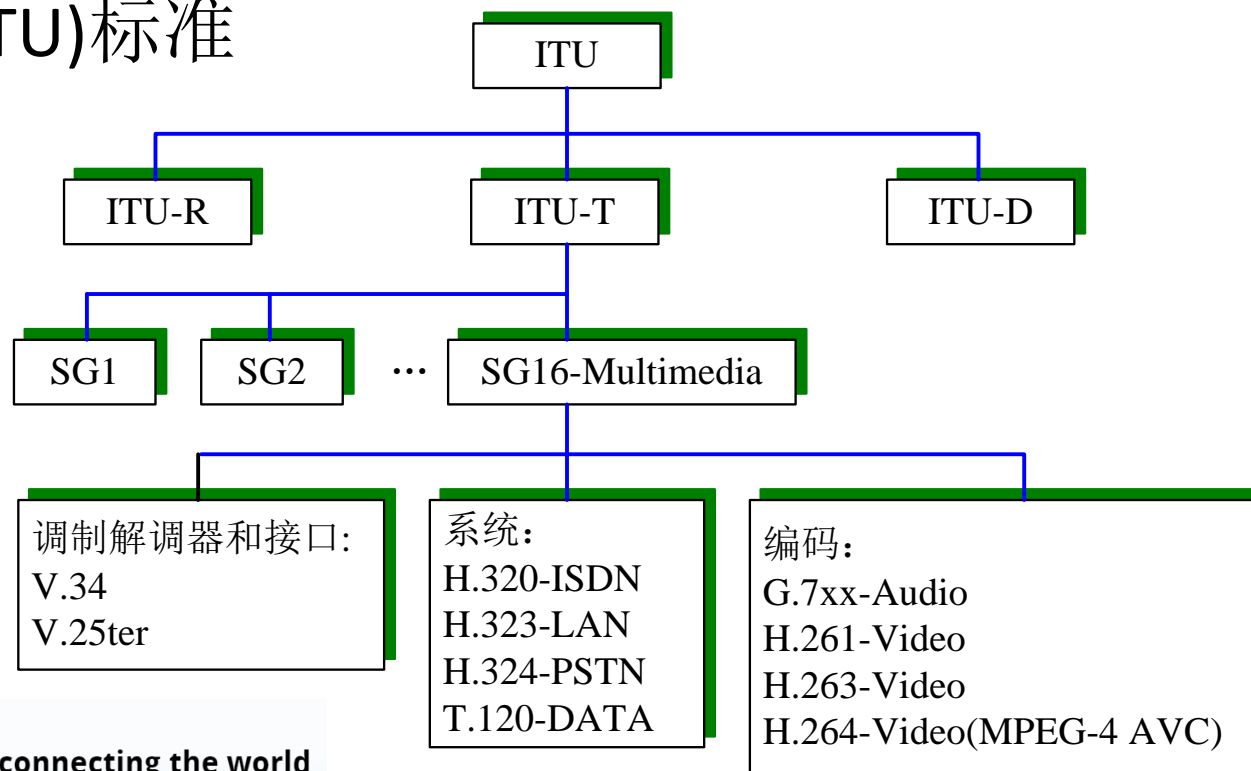 TU)标准
ITU
ITU-R
ITU-T
ITU-D
SG1
SG2
...
SG16-Multimedia
调制解调器和接口:
V.34
V.25ter
系统：
H.320-ISDN
H.323-LAN
H.324-PSTN
T.120-DATA
编码：
G.7xx-Audio
H.261-Video
H.263-Video
H.264-Video(MPEG-4 AVC)
connecting the world